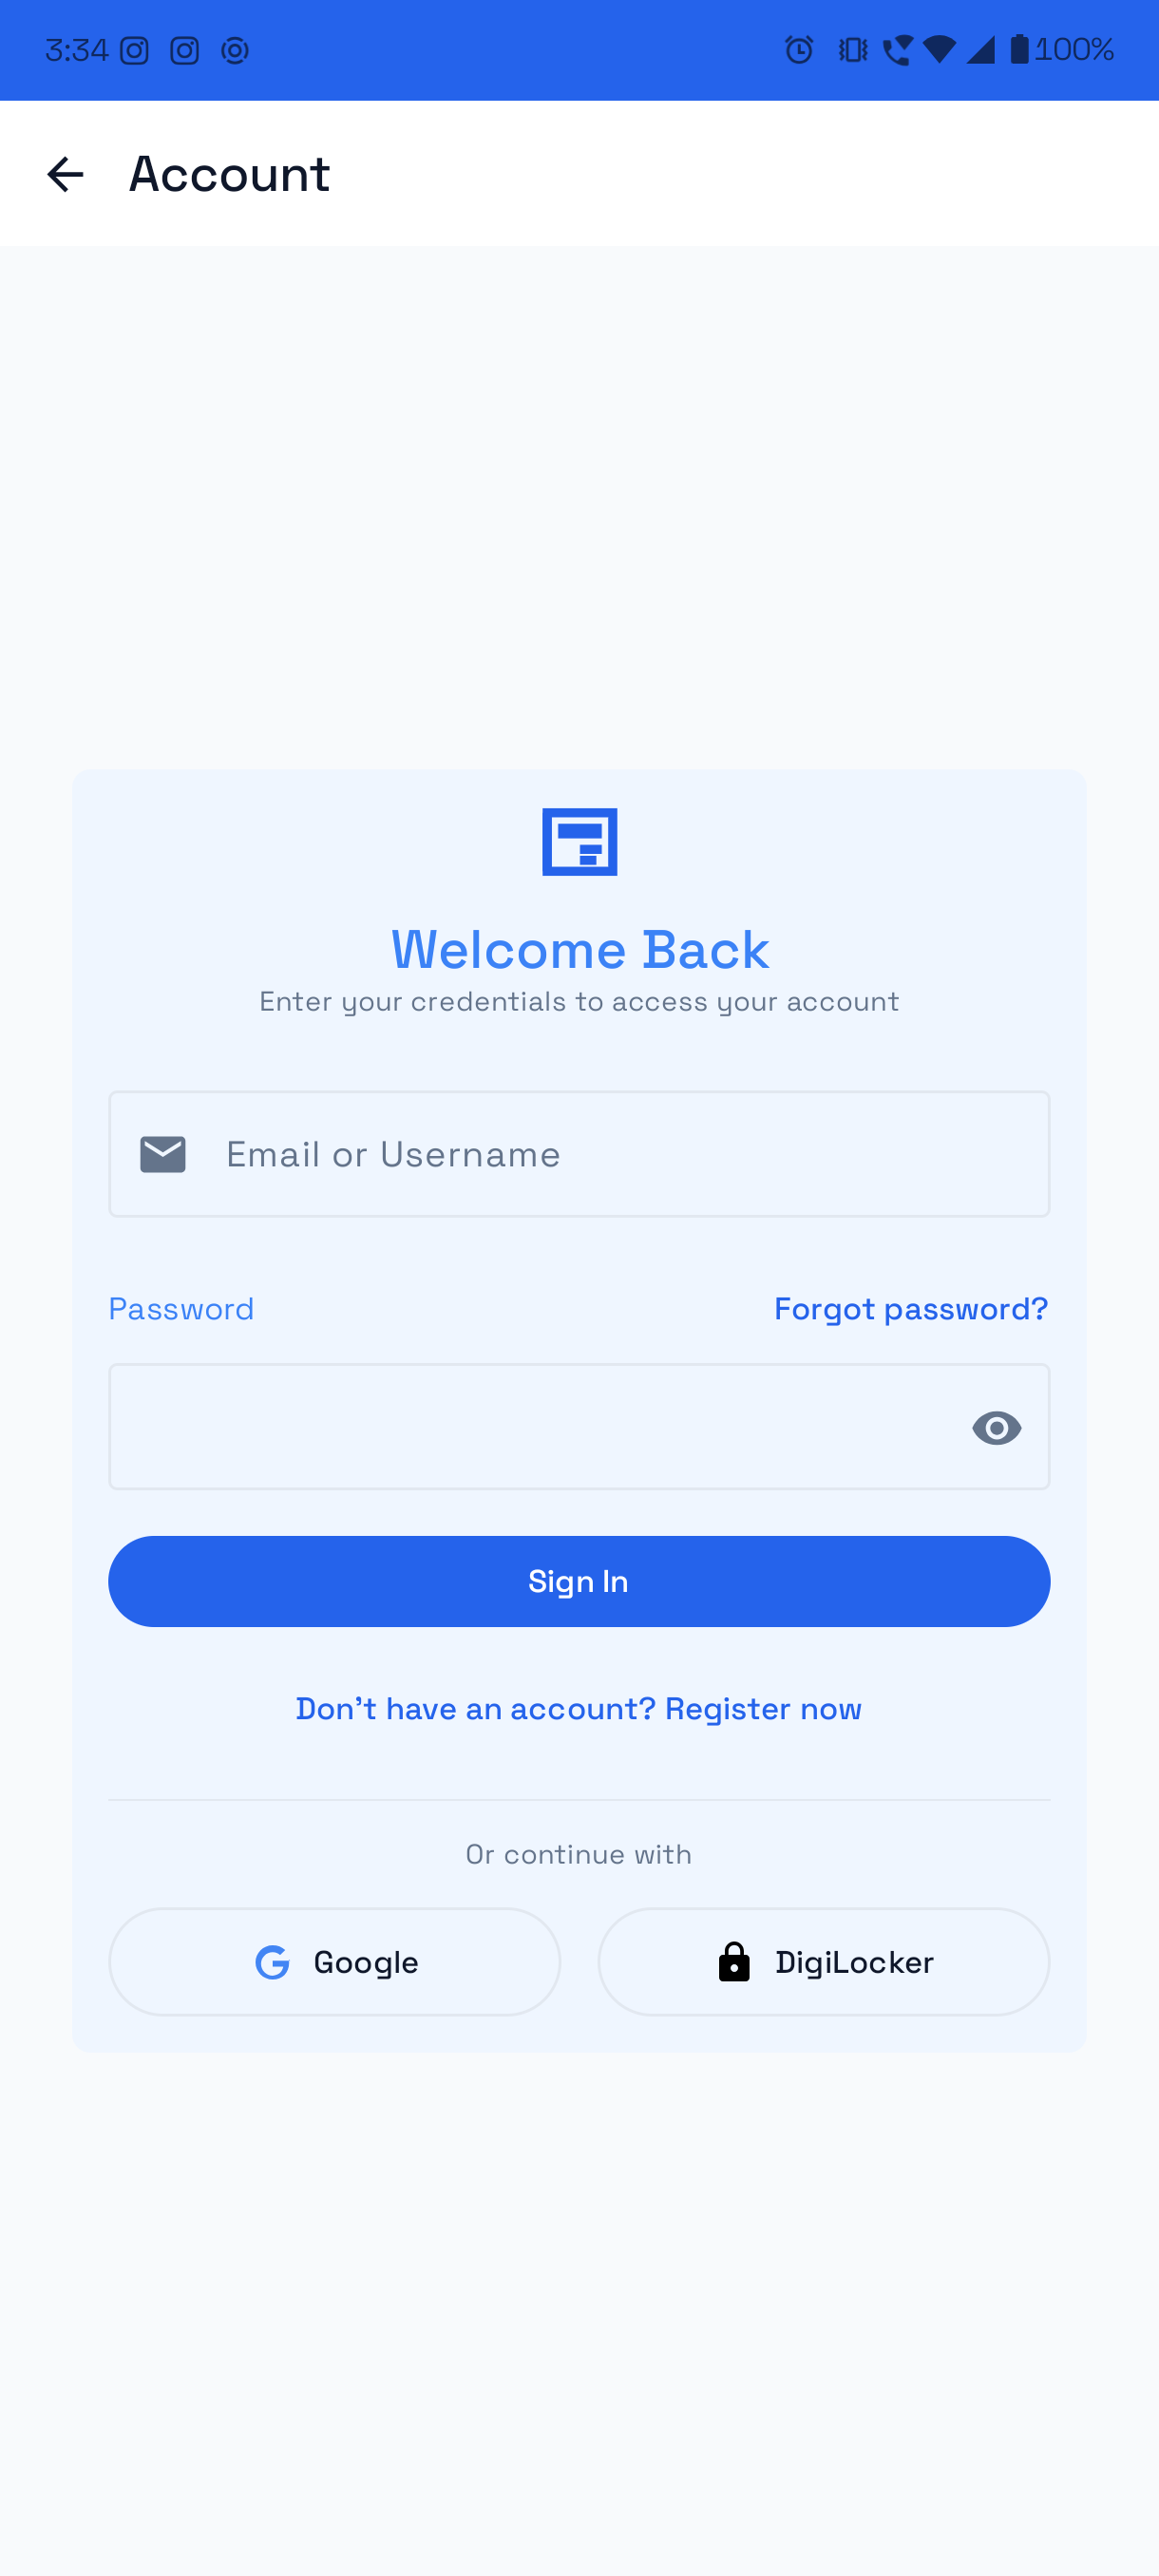 3:34 100%
Account
Welcome Back
Enter your credentials to access your account
Email or Username
Password Forgot password?
Sign In
Don't have an account? Register now
Or continue with
Google DigiLocker